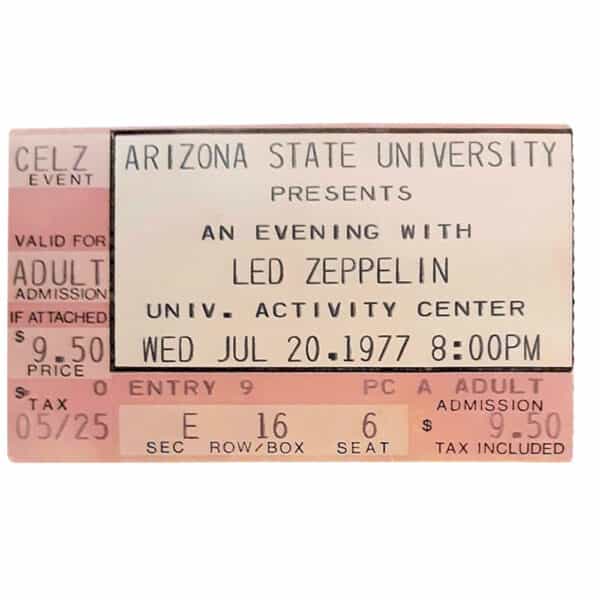 CELZ
EVENT
VALID FOR
ADULT
ADMISSION
IF ATTACHED
$ 9.50
PRICE
$ 0
TAX
05/25
ARIZONA STATE UNIVERSITY
PRESENTS
AN EVENING WITH
LED ZEPPELIN
UNIV. ACTIVITY CENTER
WED JUL 20.1977 8:00PM
ENTRY 9 PC A ADULT
ADMISSION
E 16 6 $ 9.50
SEC ROW/BOX SEAT TAX INCLUDED